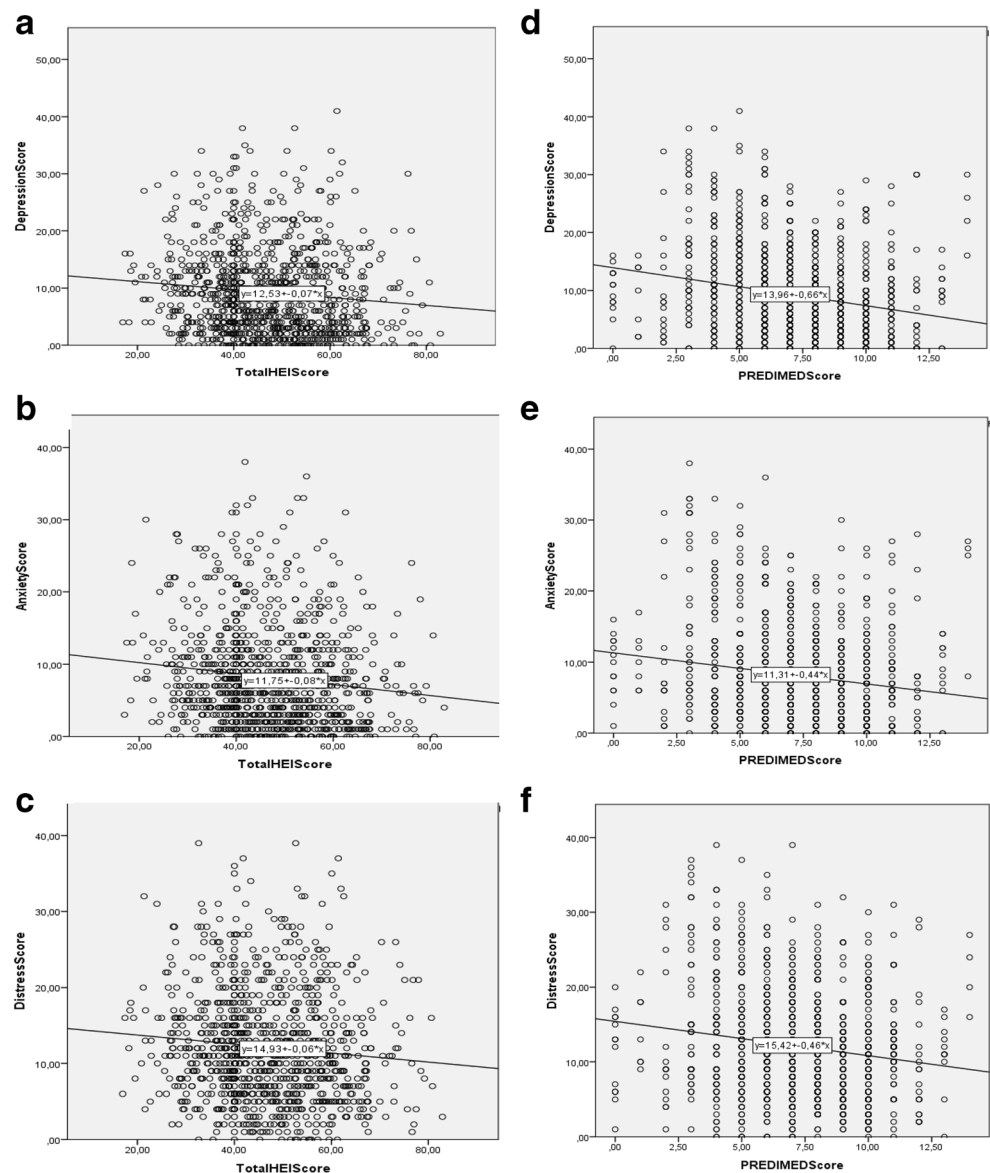 a
50,00
40,00
30,00
20,00
10,00
,00
DepressionScore
y=12,53+-0,07*x
20,00 40,00 60,00 80,00
TotalHEIScore
d
50,00
40,00
30,00
20,00
10,00
,00
DepressionScore
y=13,96+-0,66*x
,00 2,50 5,00 7,50 10,00 12,50
PREDIMEDScore
b
40,00
30,00
20,00
10,00
,00
AnxietyScore
y=11,75+-0,08*x
20,00 40,00 60,00 80,00
TotalHEIScore
e
40,00
30,00
20,00
10,00
,00
AnxietyScore
y=11,31+-0,44*x
,00 2,50 5,00 7,50 10,00 12,50
PREDIMEDScore
c
40,00
30,00
20,00
10,00
,00
DistressScore
y=14,93+-0,06*x
20,00 40,00 60,00 80,00
TotalHEIScore
f
40,00
30,00
20,00
10,00
,00
DistressScore
y=15,42+-0,46*x
,00 2,50 5,00 7,50 10,00 12,50
PREDIMEDScore